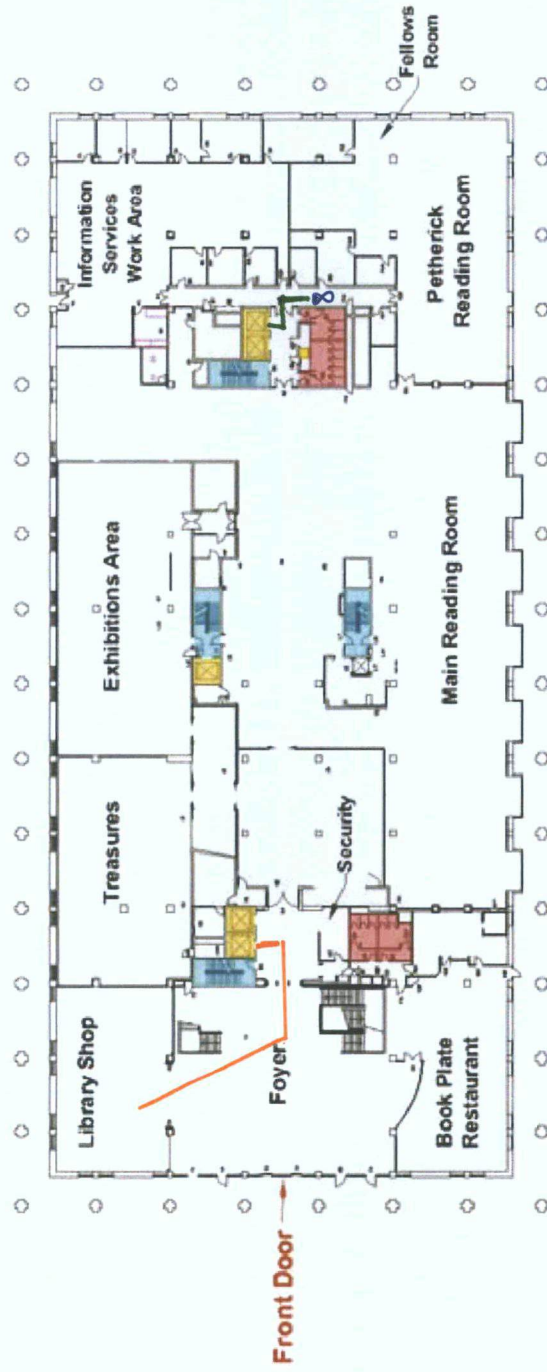 Library Shop
Treasures
Exhibitions Area
Information
Services
Work Area
Front Door
Foyer
Security
8
Book Plate
Restaurant
Main Reading Room
Petherick
Reading Room
Fellows
Room